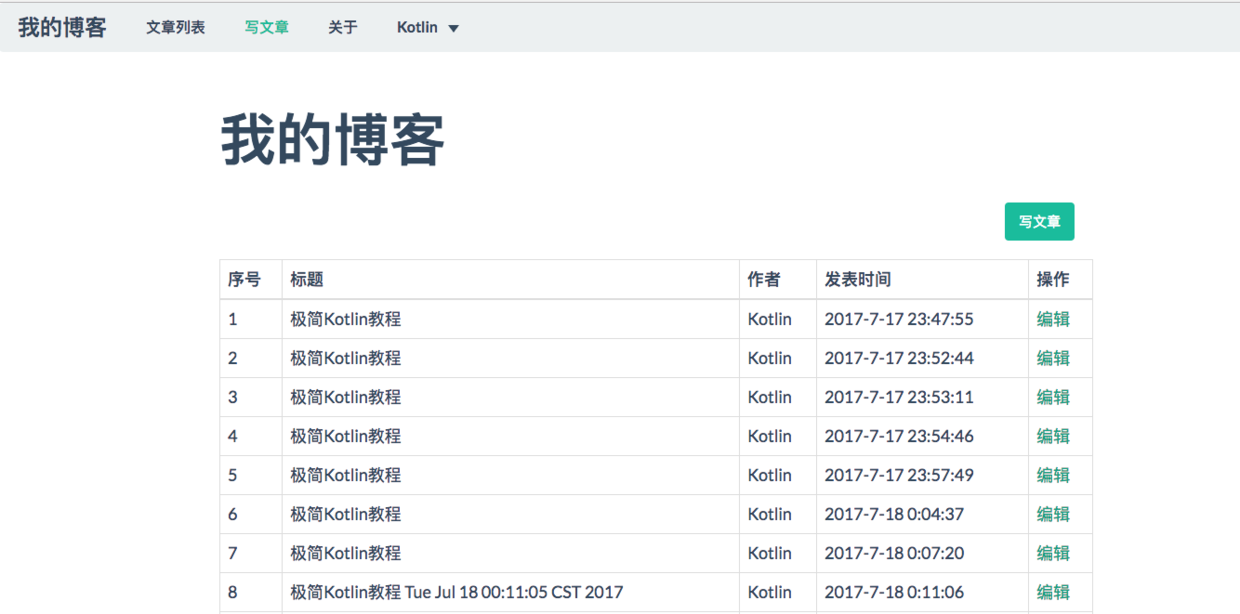 我的博客 文章列表 写文章 关于 Kotlin
我的博客
写文章
序号 标题 作者 发表时间 操作
1 极简Kotlin教程 Kotlin 2017-7-17 23:47:55 编辑
2 极简Kotlin教程 Kotlin 2017-7-17 23:52:44 编辑
3 极简Kotlin教程 Kotlin 2017-7-17 23:53:11 编辑
4 极简Kotlin教程 Kotlin 2017-7-17 23:54:46 编辑
5 极简Kotlin教程 Kotlin 2017-7-17 23:57:49 编辑
6 极简Kotlin教程 Kotlin 2017-7-18 0:04:37 编辑
7 极简Kotlin教程 Kotlin 2017-7-18 0:07:20 编辑
8 极简Kotlin教程 Tue Jul 18 00:11:05 CST 2017 Kotlin 2017-7-18 0:11:06 编辑